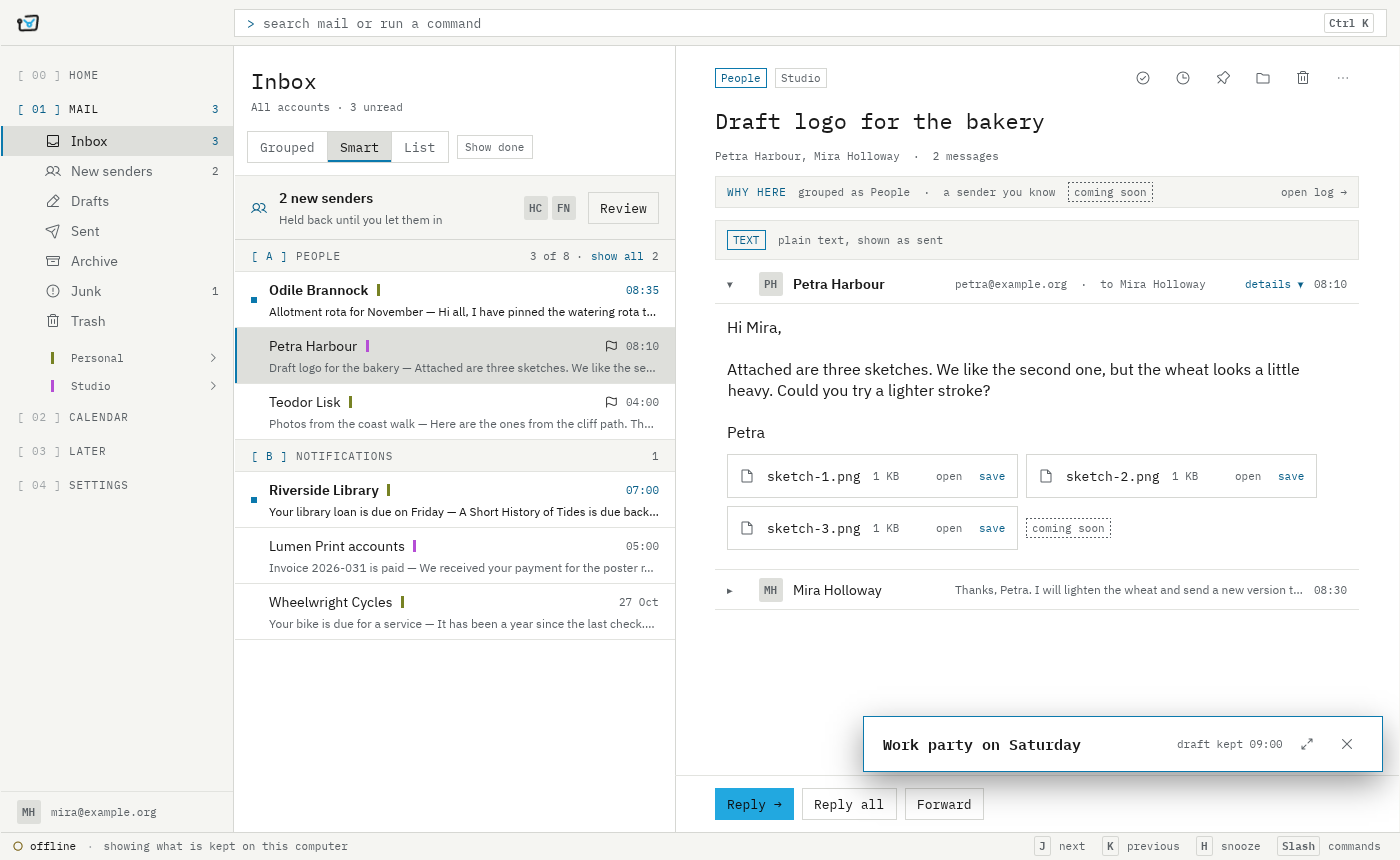 > search mail or run a command Ctrl K
[ 00 ] HOME
[ 01 ] MAIL 3
Inbox 3
New senders 2
Drafts
Sent
Archive
Junk 1
Trash
Personal
Studio
[ 02 ] CALENDAR
[ 03 ] LATER
[ 04 ] SETTINGS
MH mira@example.org
Inbox
All accounts · 3 unread
Grouped Smart List Show done
2 new senders
Held back until you let them in
HC FN Review
[ A ] PEOPLE 3 of 8 · show all 2
Odile Brannock 08:35
Allotment rota for November — Hi all, I have pinned the watering rota t…
Petra Harbour 08:10
Draft logo for the bakery — Attached are three sketches. We like the se…
Teodor Lisk 04:00
Photos from the coast walk — Here are the ones from the cliff path. Th…
[ B ] NOTIFICATIONS 1
Riverside Library 07:00
Your library loan is due on Friday — A Short History of Tides is due back…
Lumen Print accounts 05:00
Invoice 2026-031 is paid — We received your payment for the poster r…
Wheelwright Cycles 27 Oct
Your bike is due for a service — It has been a year since the last check.…
People Studio
Draft logo for the bakery
Petra Harbour, Mira Holloway · 2 messages
WHY HERE grouped as People · a sender you know coming soon open log →
TEXT plain text, shown as sent
▾ PH Petra Harbour petra@example.org · to Mira Holloway details ▾ 08:10
Hi Mira,
Attached are three sketches. We like the second one, but the wheat looks a little
heavy. Could you try a lighter stroke?
Petra
sketch-1.png 1 KB open save
sketch-2.png 1 KB open save
sketch-3.png 1 KB open save
coming soon
▸ MH Mira Holloway Thanks, Petra. I will lighten the wheat and send a new version t… 08:30
Work party on Saturday draft kept 09:00
Reply → Reply all Forward
offline · showing what is kept on this computer
J next K previous H snooze Slash commands